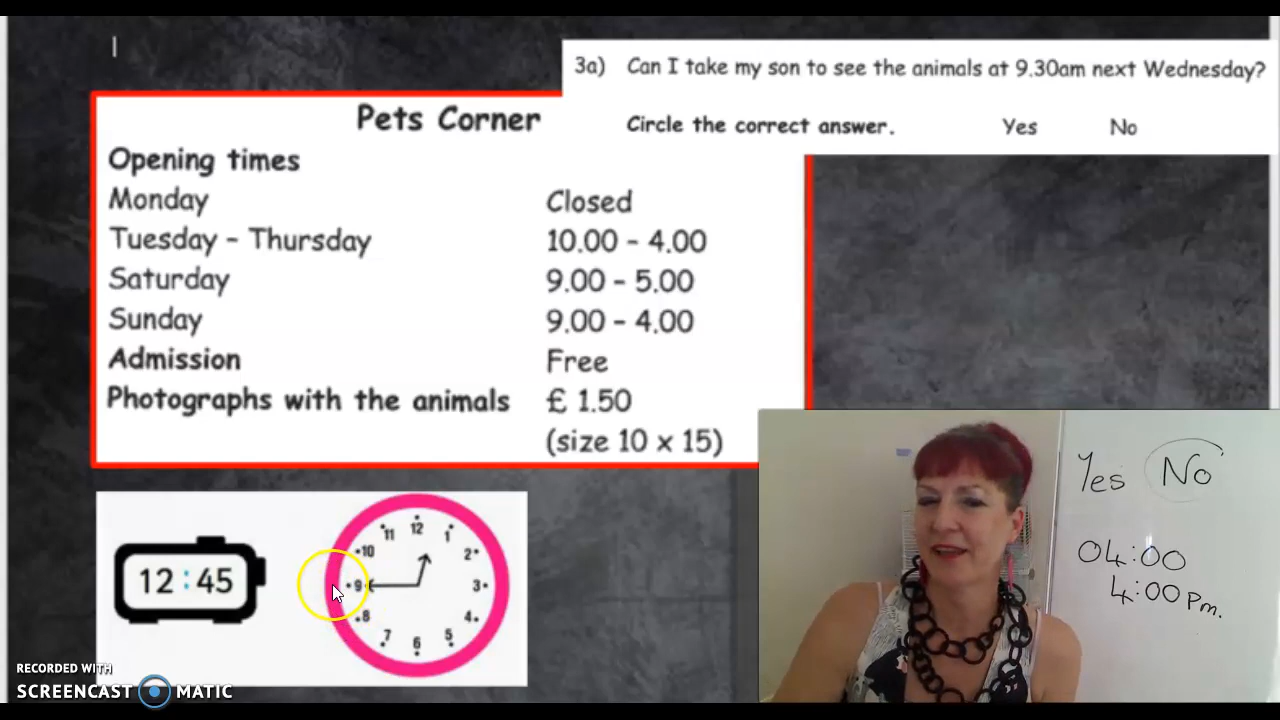 3a) Can I take my son to see the animals at 9.30am next Wednesday?
Circle the correct answer. Yes No
Pets Corner
Opening times
Monday Closed
Tuesday - Thursday 10.00 - 4.00
Saturday 9.00 - 5.00
Sunday 9.00 - 4.00
Admission Free
Photographs with the animals £ 1.50
(size 10 x 15)
Yes No
04:00
4:00 pm.
12:45
12
1
2
3
4
5
6
7
8
9
10
11
RECORDED WITH
SCREENCAST MATIC